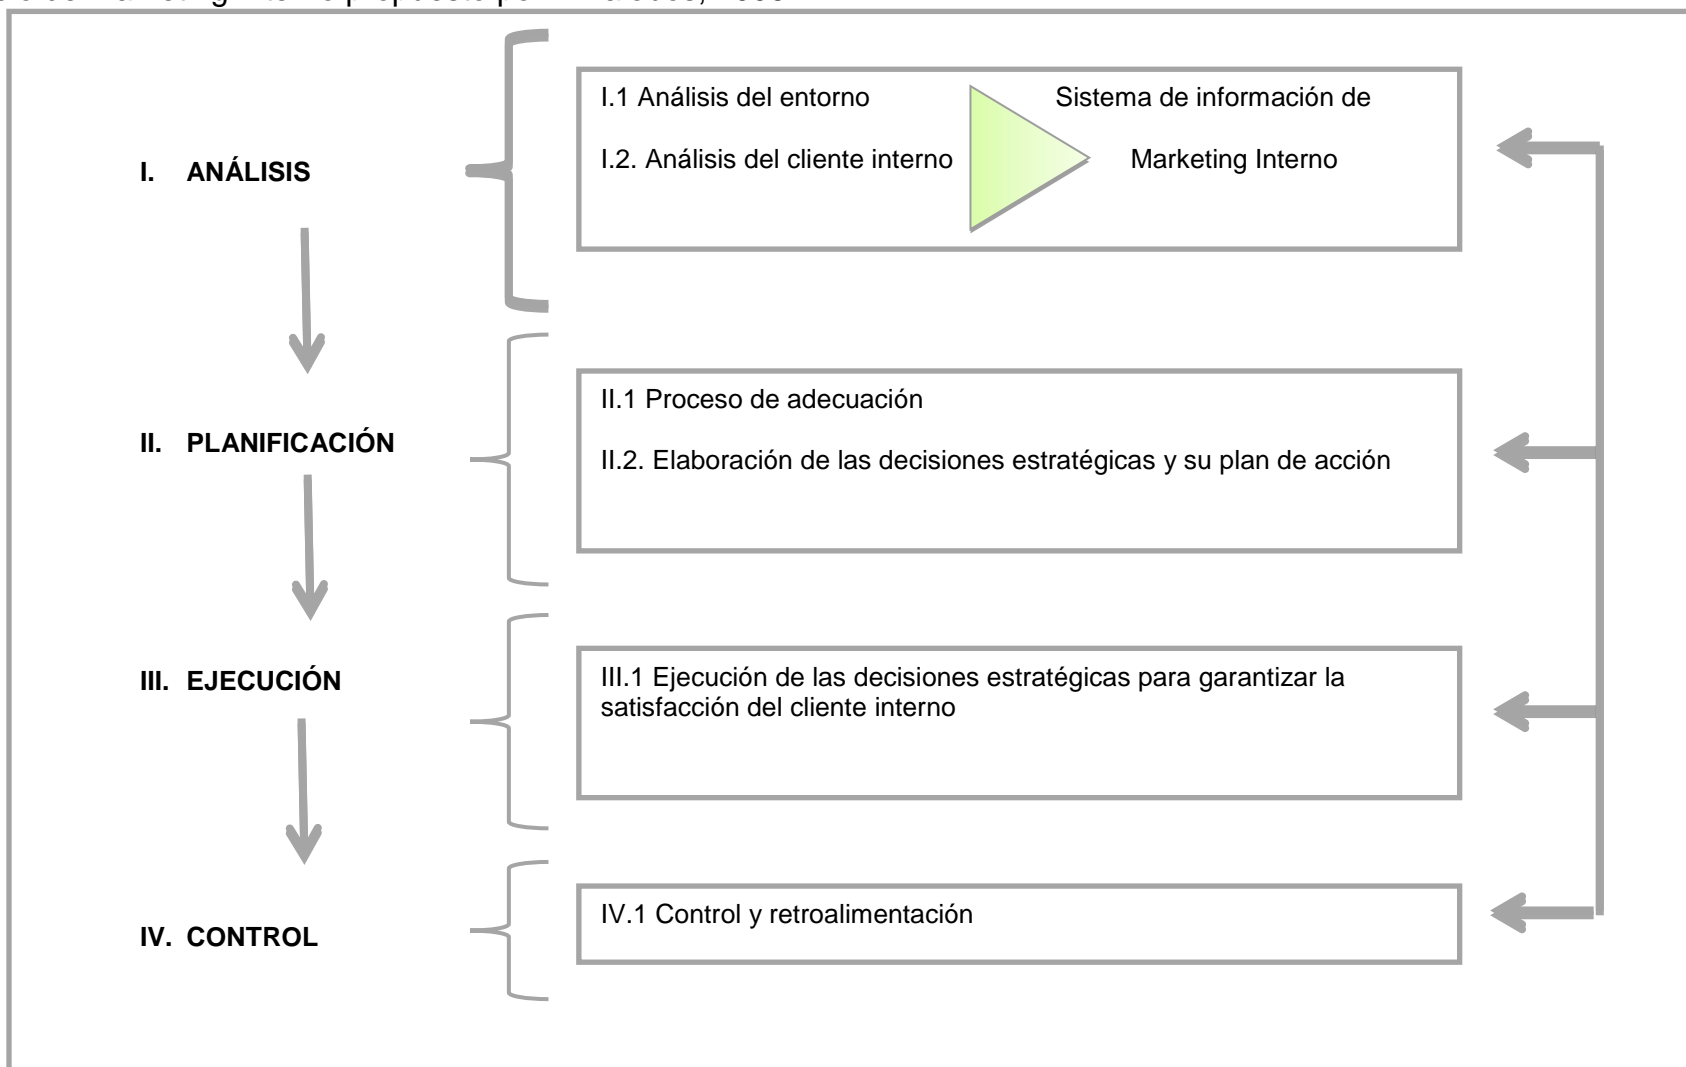 I.1 Análisis del entorno
Sistema de información de
I.2. Análisis del cliente interno
Marketing Interno
I. ANÁLISIS
II.1 Proceso de adecuación
II. PLANIFICACIÓN
II.2. Elaboración de las decisiones estratégicas y su plan de acción
III. EJECUCIÓN
III.1 Ejecución de las decisiones estratégicas para garantizar la
satisfacción del cliente interno
IV.1 Control y retroalimentación
IV. CONTROL